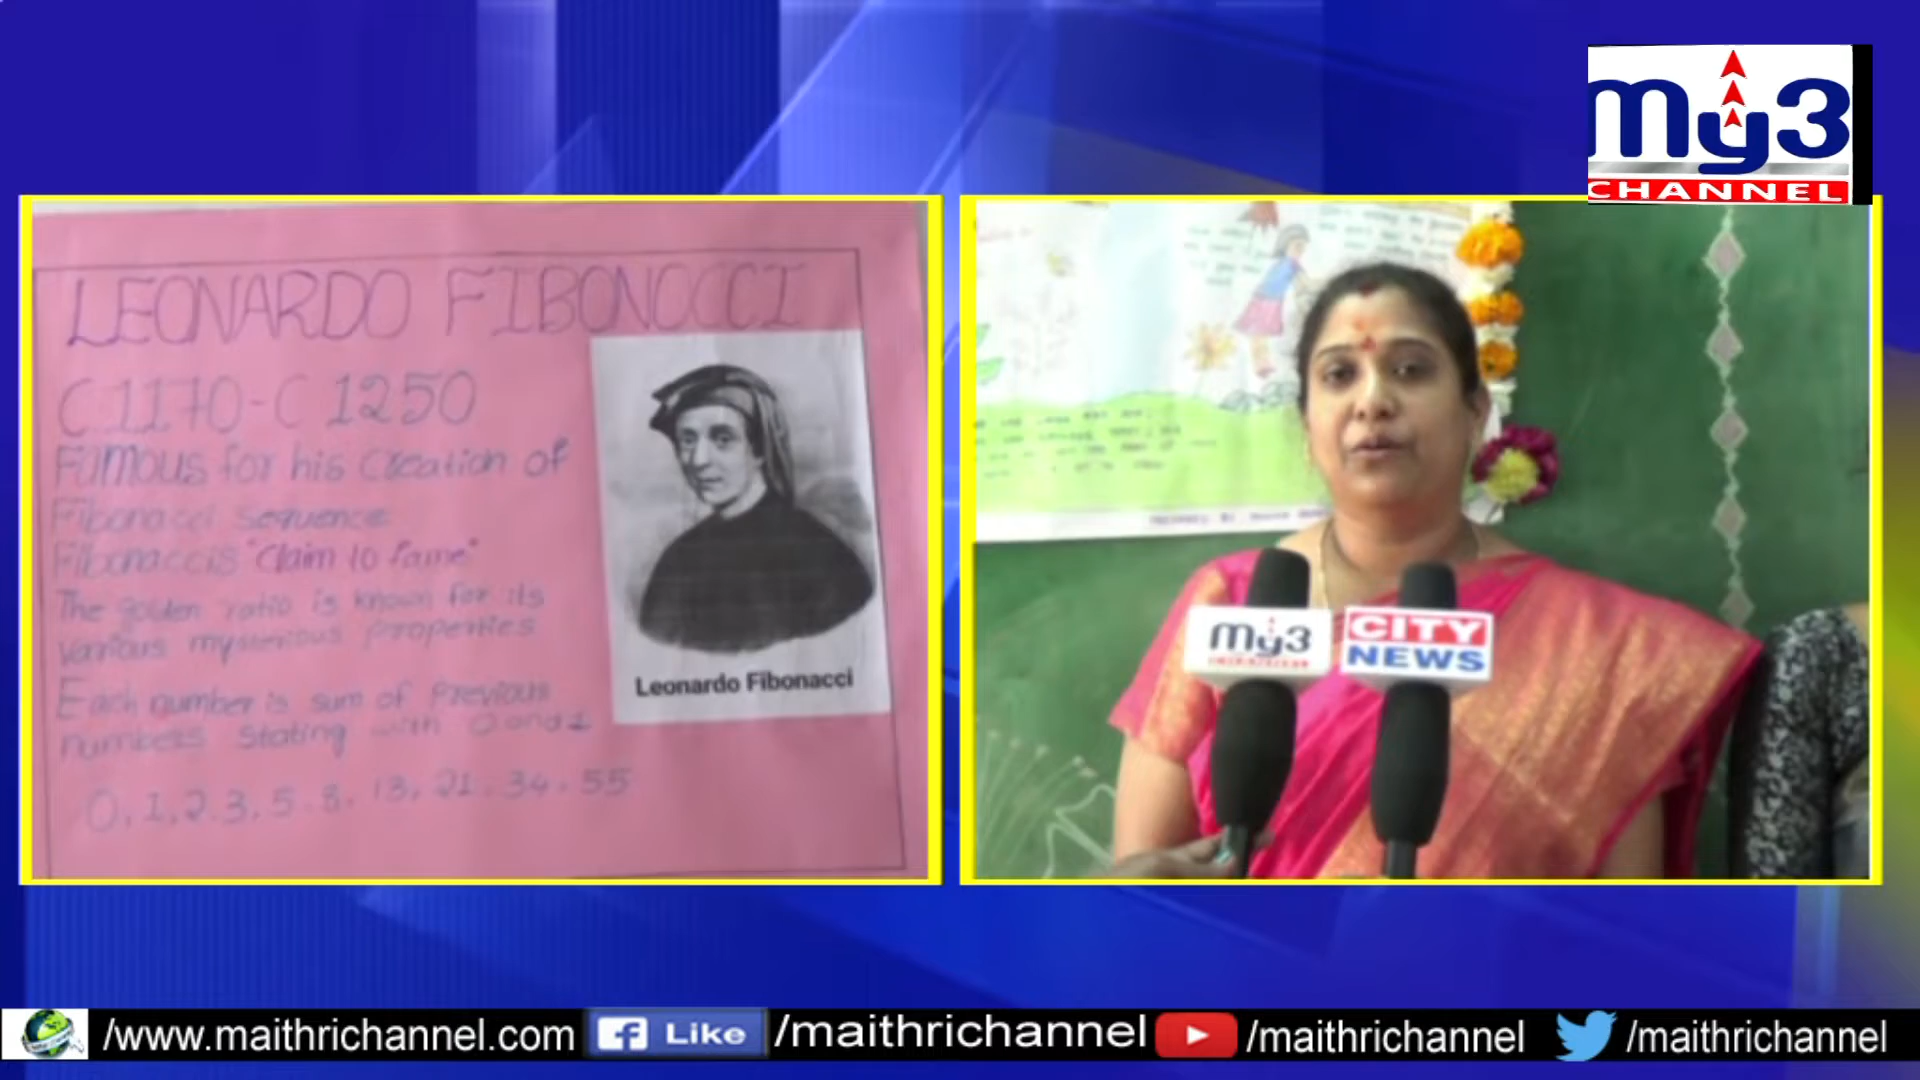 My3
CHANNEL
LEONARDO FIBONOCCI
C 1170-C 1250
Famous for his Creation of
Fibonacci Sequence
Fibonaccis "Claim to fame"
The golden ratio is known for its
various mysterious properties
Each number is sum of Previous
numbers Stating with 0 and 1
0, 1, 2, 3, 5, 8, 13, 21, 34, 55
Leonardo Fibonacci
My3
CITY
NEWS
/www.maithrichannel.com
Like /maithrichannel
/maithrichannel
/maithrichannel